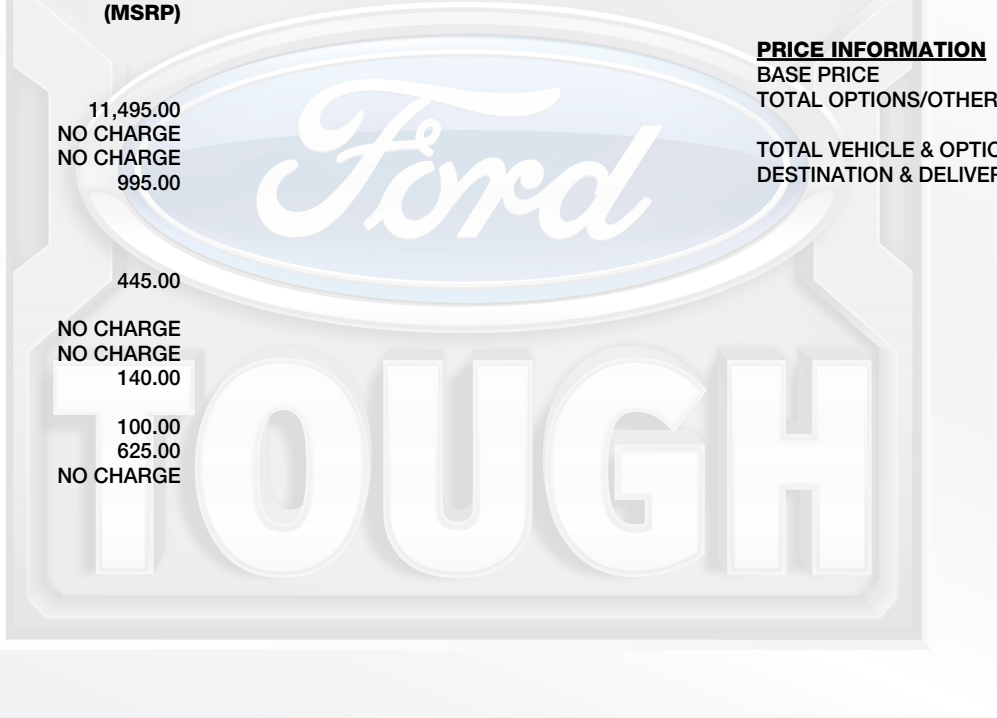 (MSRP)
11,495.00
NO CHARGE
NO CHARGE
995.00
445.00
NO CHARGE
NO CHARGE
140.00
100.00
625.00
NO CHARGE
PRICE INFORMATION
BASE PRICE
TOTAL OPTIONS/OTHER
TOTAL VEHICLE & OPTIO
DESTINATION & DELIVER
Ford
TOUGH